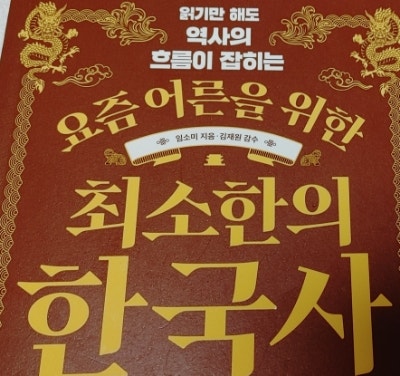 읽기만 해도
역사의
흐름이 잡히는
요즘 어른을 위한
임소미 지음·김재원 감수
최소한의
한국사